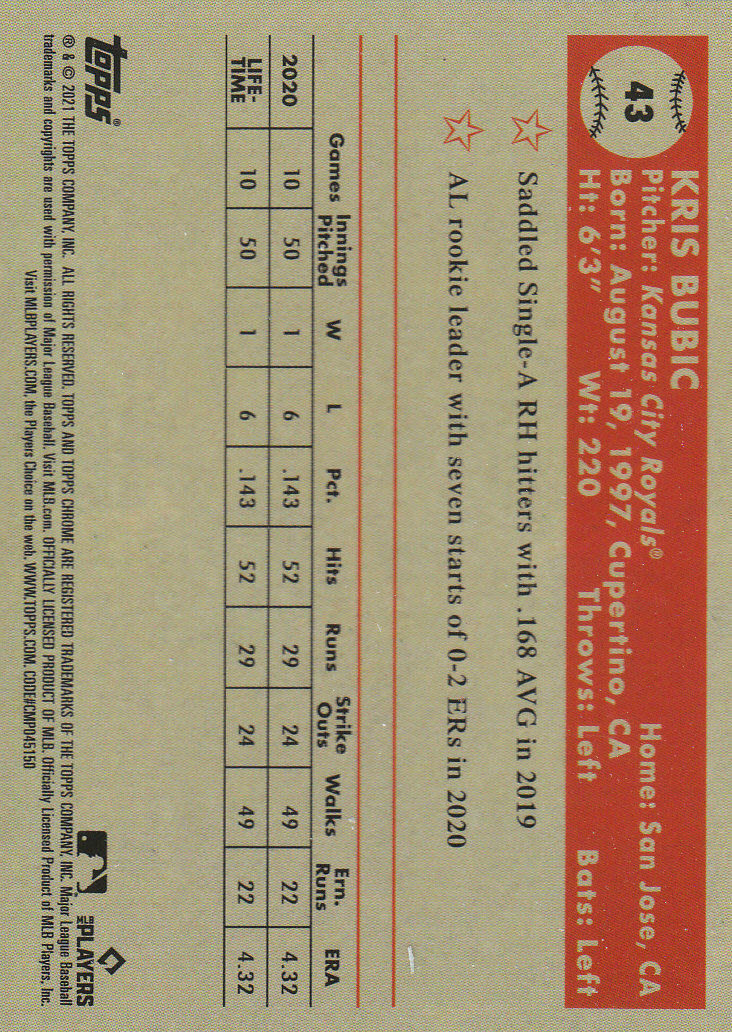 43
KRIS BUBIC
Pitcher: Kansas City Royals® Home: San Jose, CA
Born: August 19, 1997, Cupertino, CA
Ht: 6'3" Wt: 220 Throws: Left Bats: Left
Saddled Single-A RH hitters with .168 AVG in 2019
AL rookie leader with seven starts of 0-2 ERs in 2020
Games Innings Pitched W L Pct. Hits Runs Strike Outs Walks Ern. Runs ERA
2020 10 50 1 6 .143 52 29 24 49 22 4.32
LIFE-TIME 10 50 1 6 .143 52 29 24 49 22 4.32
topps®
MLB PLAYERS
® & © 2021 THE TOPPS COMPANY, INC. ALL RIGHTS RESERVED. TOPPS AND TOPPS CHROME ARE REGISTERED TRADEMARKS OF THE TOPPS COMPANY, INC. Major League Baseball
trademarks and copyrights are used with permission of Major League Baseball. Visit MLB.com. OFFICIALLY LICENSED PRODUCT OF MLB. Officially Licensed Product of MLB Players, Inc.
Visit MLBPLAYERS.COM, the Players Choice on the web. WWW.TOPPS.COM. CODE#CMP045150